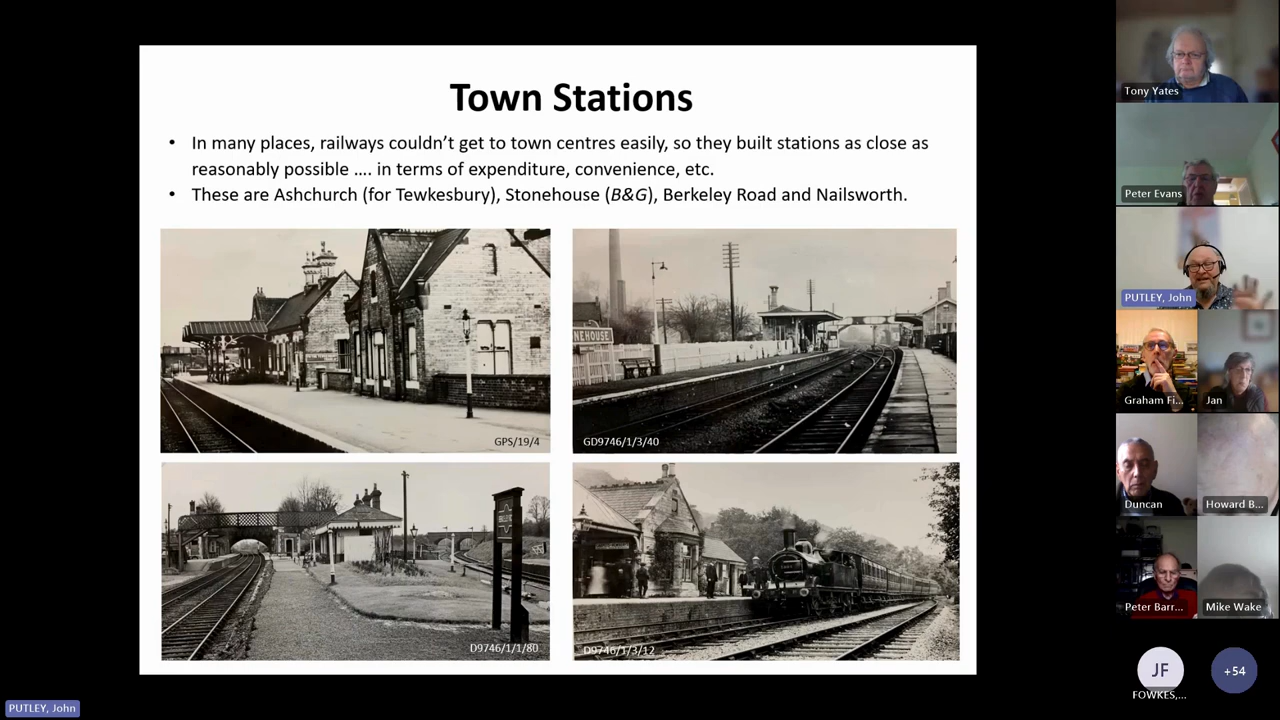 Town Stations
• In many places, railways couldn't get to town centres easily, so they built stations as close as
reasonably possible .... in terms of expenditure, convenience, etc.
• These are Ashchurch (for Tewkesbury), Stonehouse (B&G), Berkeley Road and Nailsworth.
GPS/19/4
NEHOUSE
GD9746/1/3/40
D9746/1/1/80
D9746/1/3/12
Tony Yates
Peter Evans
PUTLEY, John
Graham Fi...
Jan
Duncan
Howard B...
Peter Barr...
Mike Wake
JF
FOWKES,...
+54
PUTLEY, John